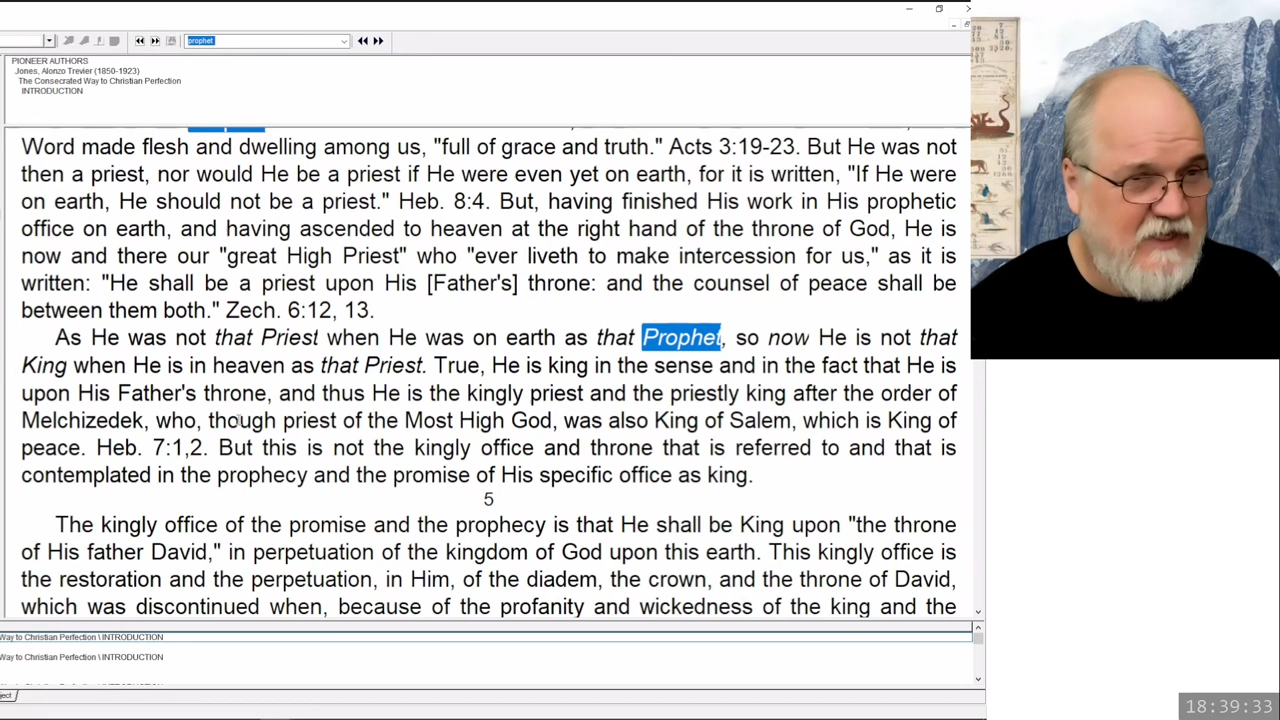 prophet
PIONEER AUTHORS
Jones, Alonzo Trevier (1850-1923)
The Consecrated Way to Christian Perfection
INTRODUCTION
Word made flesh and dwelling among us, "full of grace and truth." Acts 3:19-23. But He was not
then a priest, nor would He be a priest if He were even yet on earth, for it is written, "If He were
on earth, He should not be a priest." Heb. 8:4. But, having finished His work in His prophetic
office on earth, and having ascended to heaven at the right hand of the throne of God, He is
now and there our "great High Priest" who "ever liveth to make intercession for us," as it is
written: "He shall be a priest upon His [Father's] throne: and the counsel of peace shall be
between them both." Zech. 6:12, 13.
As He was not that Priest when He was on earth as that Prophet, so now He is not that
King when He is in heaven as that Priest. True, He is king in the sense and in the fact that He is
upon His Father's throne, and thus He is the kingly priest and the priestly king after the order of
Melchizedek, who, though priest of the Most High God, was also King of Salem, which is King of
peace. Heb. 7:1,2. But this is not the kingly office and throne that is referred to and that is
contemplated in the prophecy and the promise of His specific office as king.
5
The kingly office of the promise and the prophecy is that He shall be King upon "the throne
of His father David," in perpetuation of the kingdom of God upon this earth. This kingly office is
the restoration and the perpetuation, in Him, of the diadem, the crown, and the throne of David,
which was discontinued when, because of the profanity and wickedness of the king and the
Way to Christian Perfection \ INTRODUCTION
Way to Christian Perfection \ INTRODUCTION
18:39:33